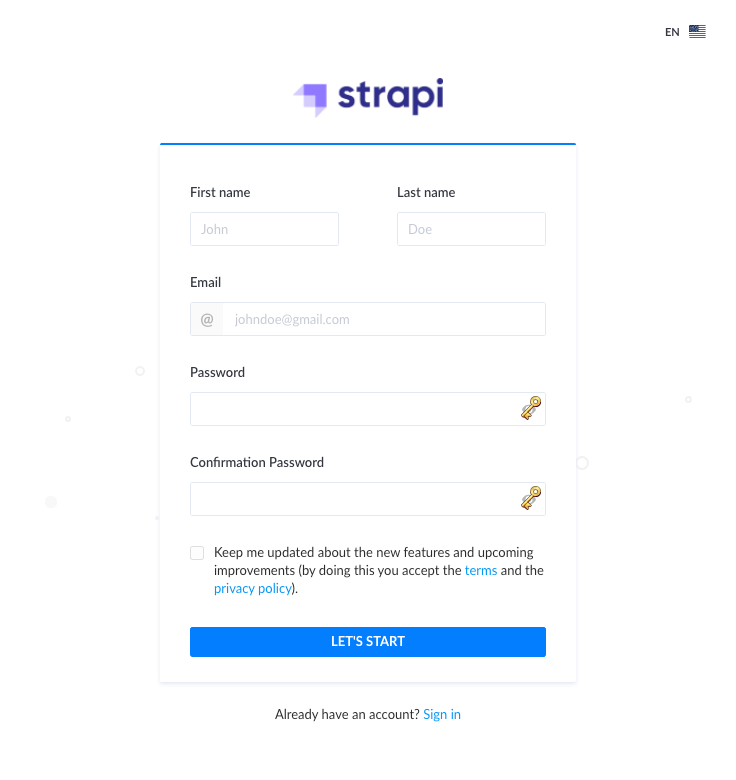 EN
strapi
First name Last name
John Doe
Email
@ johndoe@gmail.com
Password
Confirmation Password
Keep me updated about the new features and upcoming
improvements (by doing this you accept the terms and the
privacy policy).
LET'S START
Already have an account? Sign in